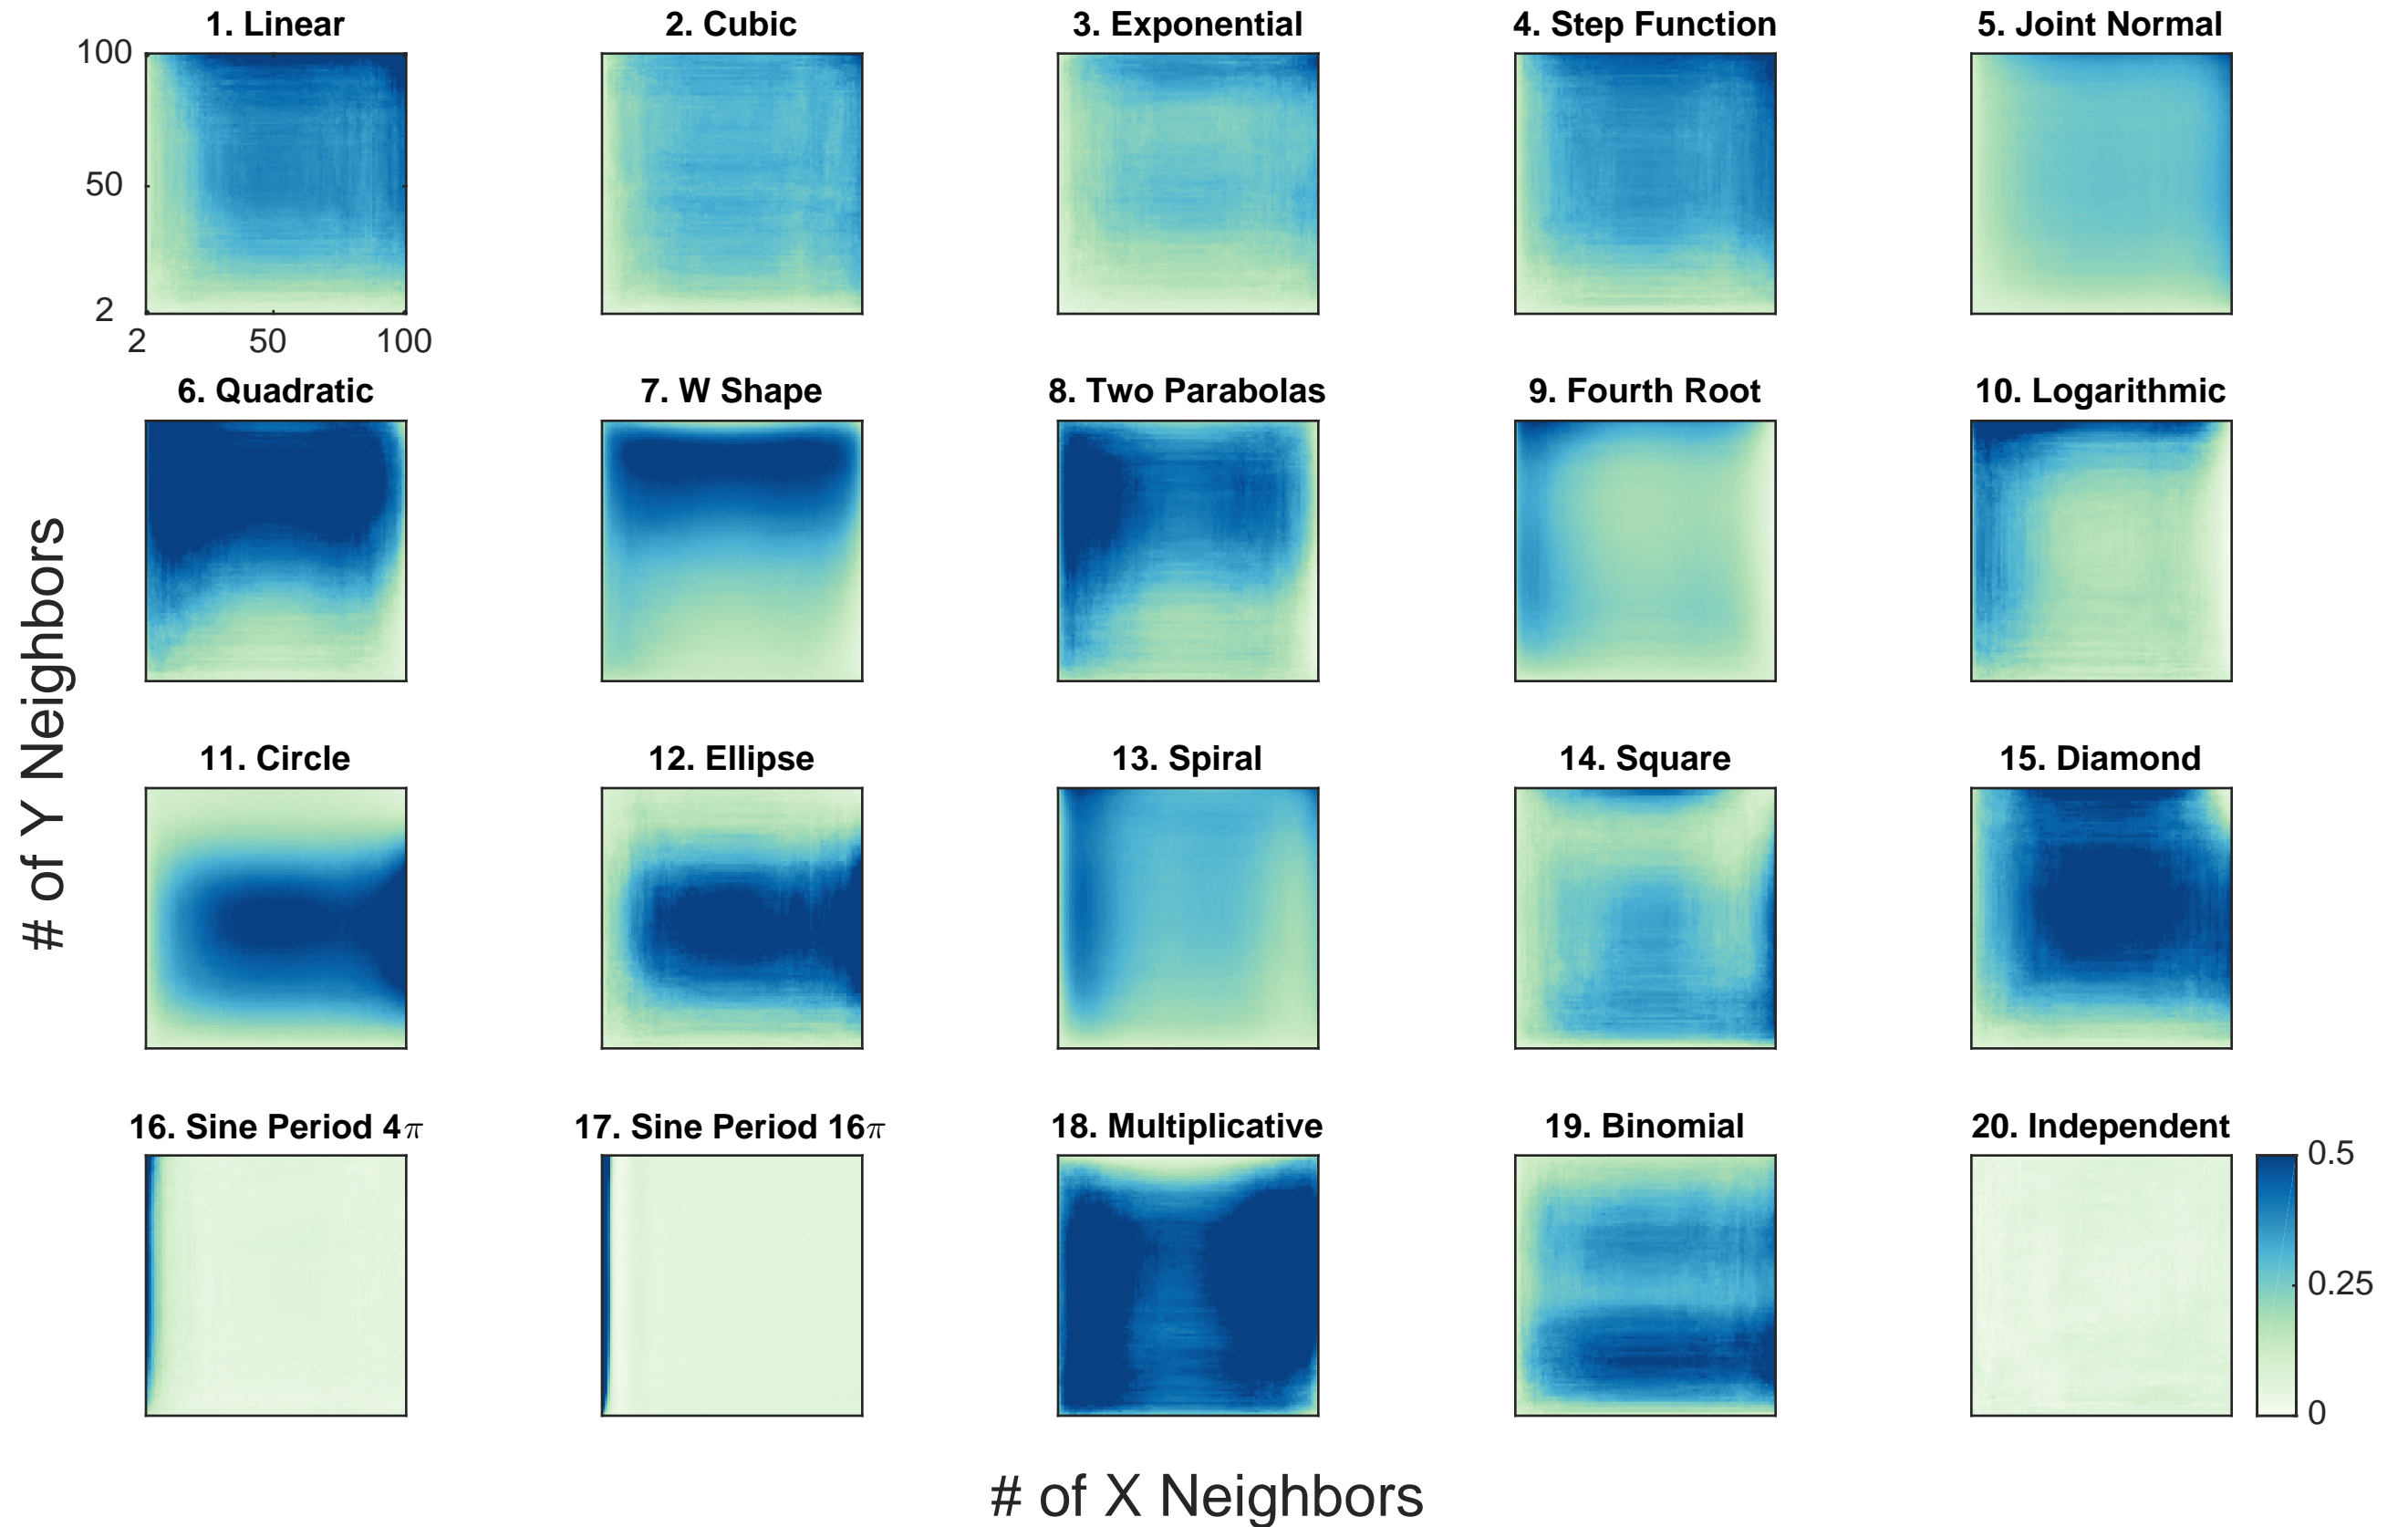 1. Linear
2. Cubic
3. Exponential
4. Step Function
5. Joint Normal
100
50
2
2
50
100
6. Quadratic
7. W Shape
8. Two Parabolas
9. Fourth Root
10. Logarithmic
# of Y Neighbors
11. Circle
12. Ellipse
13. Spiral
14. Square
15. Diamond
16. Sine Period 4π
17. Sine Period 16π
18. Multiplicative
19. Binomial
20. Independent
0.5
0.25
0
# of X Neighbors